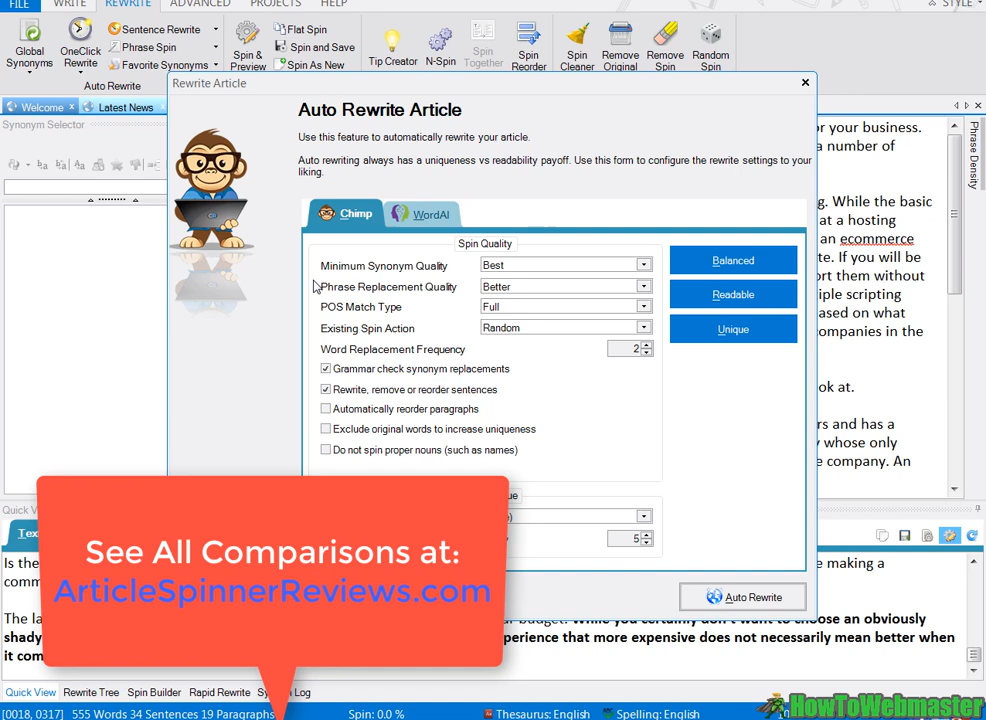 FILE WRITE REWRITE ADVANCED PROJECTS HELP STYLE
Global Synonyms
OneClick Rewrite
Sentence Rewrite
Phrase Spin
Favorite Synonyms
Spin & Preview
Flat Spin
Spin and Save
Spin As New
Tip Creator
N-Spin
Spin Together
Spin Reorder
Spin Cleaner
Remove Original
Remove Spin
Random Spin
Auto Rewrite
Welcome x Latest News
Synonym Selector
Rewrite Article
Auto Rewrite Article
Use this feature to automatically rewrite your article.
Auto rewriting always has a uniqueness vs readability payoff. Use this form to configure the rewrite settings to your
liking.
Chimp WordAI
Spin Quality
Minimum Synonym Quality Best
Phrase Replacement Quality Better
POS Match Type Full
Existing Spin Action Random
Word Replacement Frequency 2
Grammar check synonym replacements
Rewrite, remove or reorder sentences
Automatically reorder paragraphs
Exclude original words to increase uniqueness
Do not spin proper nouns (such as names)
Balanced
Readable
Unique
5
Auto Rewrite
or your business.
a number of
g. While the basic
at a hosting
an ecommerce
te. If you will be
ort them without
iple scripting
ased on what
ompanies in the
ok at.
rs and has a
y whose only
e company. An
Phrase Density
Quick V
Tex
Is the
comm
e making a
The la
shady
it com
ur budget. While you certainly don't want to choose an obviously
xperience that more expensive does not necessarily mean better when
See All Comparisons at:
ArticleSpinnerReviews.com
Quick View Rewrite Tree Spin Builder Rapid Rewrite Sy Log
[0018, 0317] 555 Words 34 Sentences 19 Paragraphs Spin: 0.0 % Thesaurus: English Spelling: English
HowToWebmaster